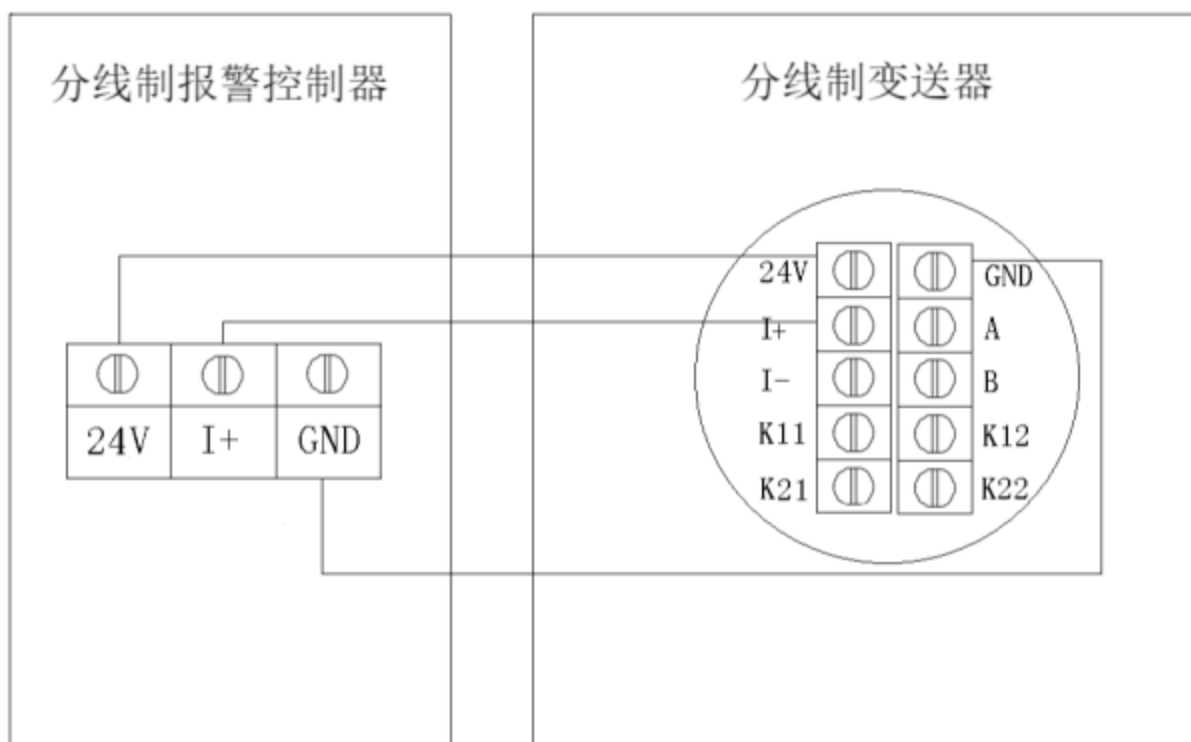 分线制报警控制器
分线制变送器
24V
GND
I+
A
I-
B
K11
K12
K21
K22
24V
I+
GND